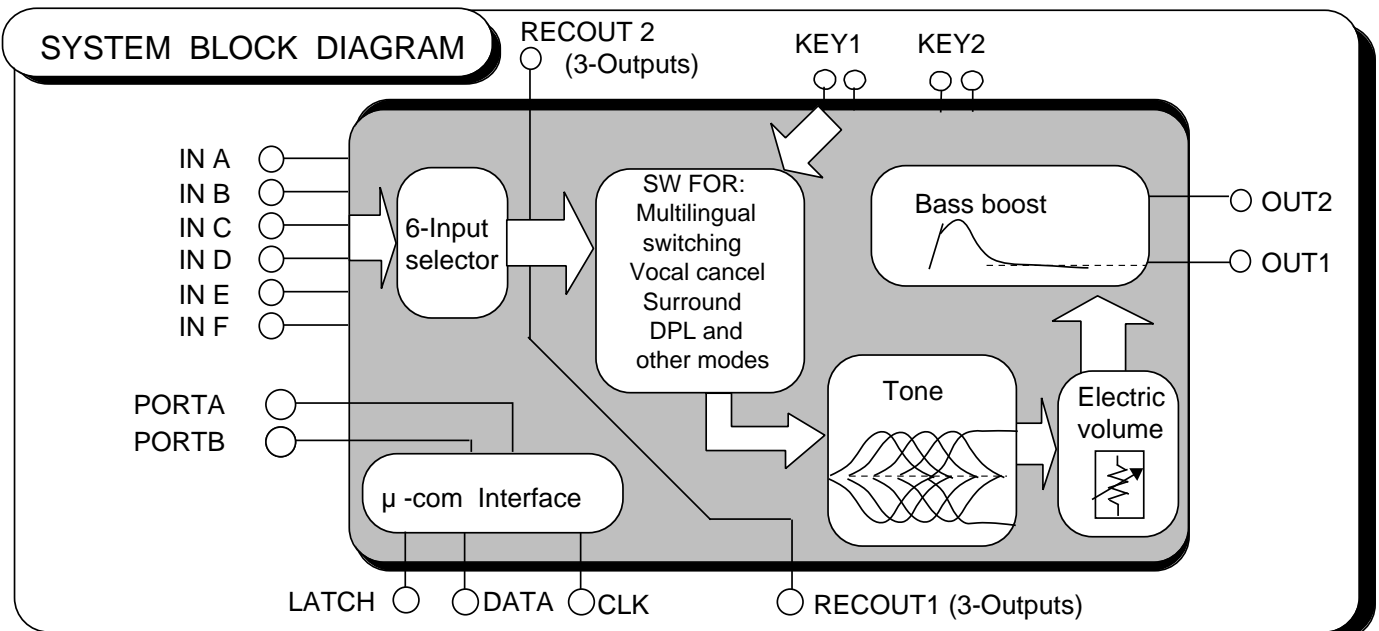 SYSTEM BLOCK DIAGRAM
RECOUT 2
(3-Outputs)
KEY1
KEY2
IN A
IN B
IN C
IN D
IN E
IN F
6-Input
selector
SW FOR:
Multilingual
switching
Vocal cancel
Surround
DPL and
other modes
Bass boost
OUT2
OUT1
PORTA
PORTB
Tone
Electric
volume
µ -com Interface
LATCH
DATA
CLK
RECOUT1 (3-Outputs)